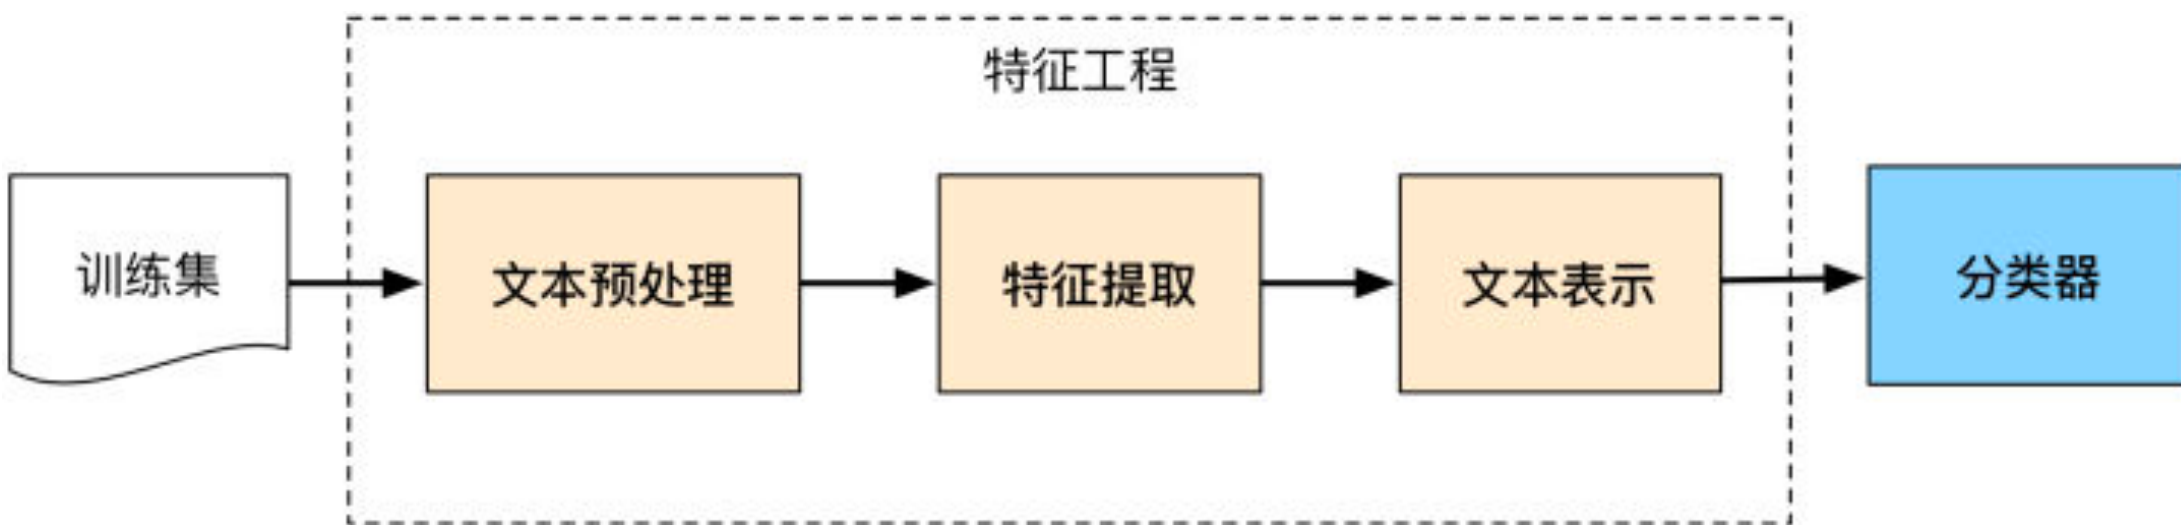 特征工程
训练集
文本预处理
特征提取
文本表示
分类器